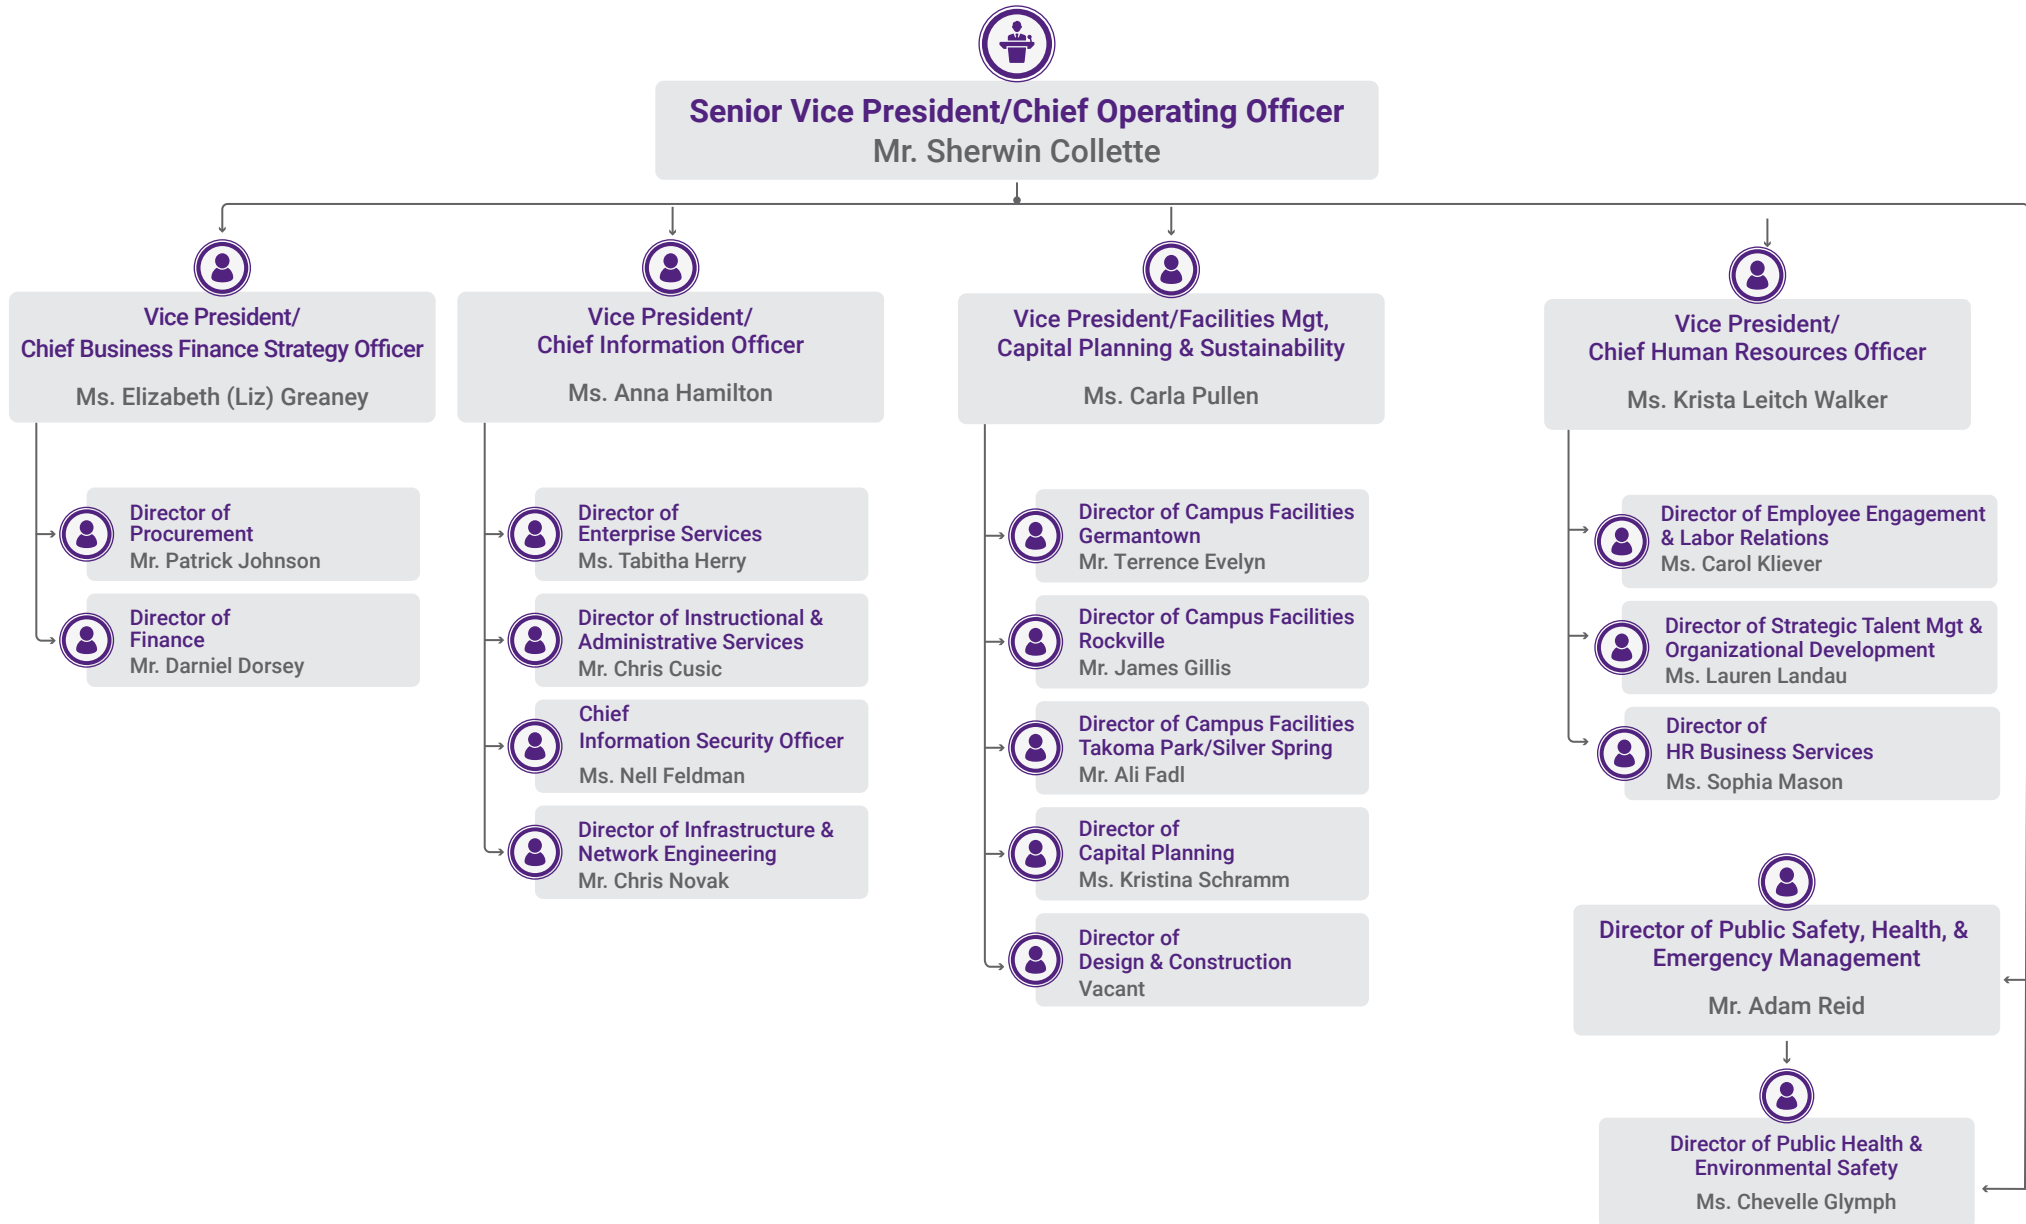 Senior Vice President/Chief Operating Officer
Mr. Sherwin Collette
Vice President/
Chief Business Finance Strategy Officer
Ms. Elizabeth (Liz) Greaney
Director of
Procurement
Mr. Patrick Johnson
Director of
Finance
Mr. Darniel Dorsey
Vice President/
Chief Information Officer
Ms. Anna Hamilton
Director of
Enterprise Services
Ms. Tabitha Herry
Director of Instructional &
Administrative Services
Mr. Chris Cusic
Chief
Information Security Officer
Ms. Nell Feldman
Director of Infrastructure &
Network Engineering
Mr. Chris Novak
Vice President/Facilities Mgt,
Capital Planning & Sustainability
Ms. Carla Pullen
Director of Campus Facilities
Germantown
Mr. Terrence Evelyn
Director of Campus Facilities
Rockville
Mr. James Gillis
Director of Campus Facilities
Takoma Park/Silver Spring
Mr. Ali Fadl
Director of
Capital Planning
Ms. Kristina Schramm
Director of
Design & Construction
Vacant
Vice President/
Chief Human Resources Officer
Ms. Krista Leitch Walker
Director of Employee Engagement
& Labor Relations
Ms. Carol Kliever
Director of Strategic Talent Mgt &
Organizational Development
Ms. Lauren Landau
Director of
HR Business Services
Ms. Sophia Mason
Director of Public Safety, Health, &
Emergency Management
Mr. Adam Reid
Director of Public Health &
Environmental Safety
Ms. Chevelle Glymph